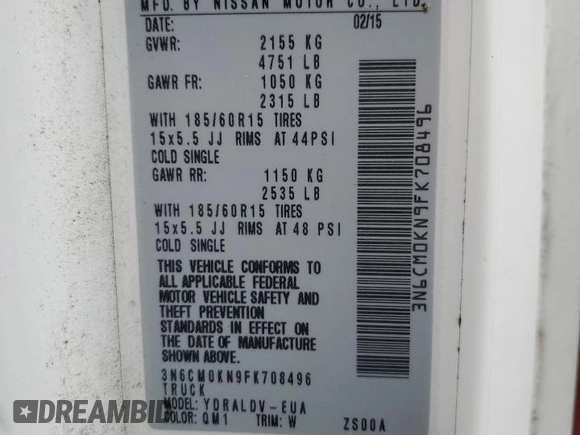 MFD. BY NISSAN MOTOR CO., LTD.
DATE: 02/15
GVWR: 2155 KG
4751 LB
GAWR FR: 1050 KG
2315 LB
WITH 185/60R15 TIRES
15x5.5 JJ RIMS AT 44PSI
COLD SINGLE
GAWR RR: 1150 KG
2535 LB
WITH 185/60R15 TIRES
15x5.5 JJ RIMS AT 48 PSI
COLD SINGLE
THIS VEHICLE CONFORMS TO
ALL APPLICABLE FEDERAL
MOTOR VEHICLE SAFETY AND
THEFT PREVENTION
STANDARDS IN EFFECT ON
THE DATE OF MANUFACTURE
SHOWN ABOVE.
3N6CM0KN9FK708496
TRUCK
MODEL: YDRALDV-EUA
COLOR: QM1 TRIM: W ZS00A
3N6CM0KN9FK708496
RIDERBID.COM